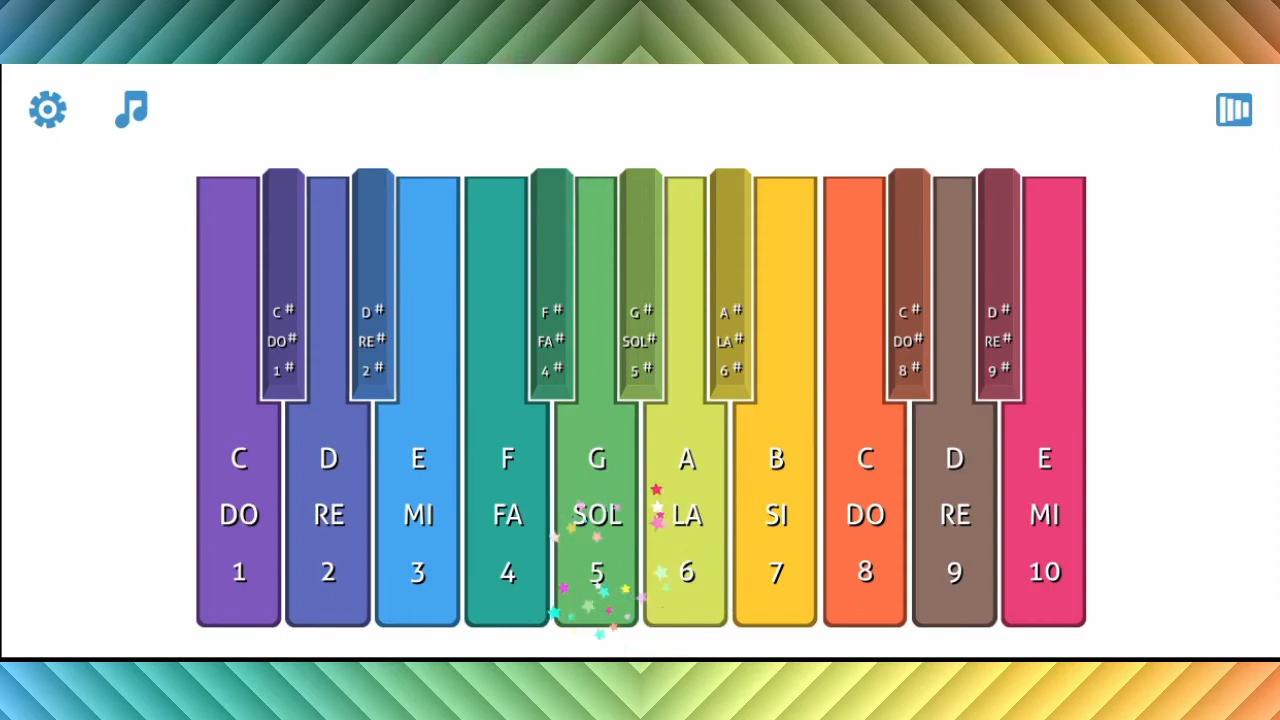 C# D# F# G# A# C# D#
DO# RE# FA# SOL# LA# DO# RE#
1# 2# 4# 5# 6# 8# 9#
C D E F G A B C D E
DO RE MI FA SOL LA SI DO RE MI
1 2 3 4 5 6 7 8 9 10